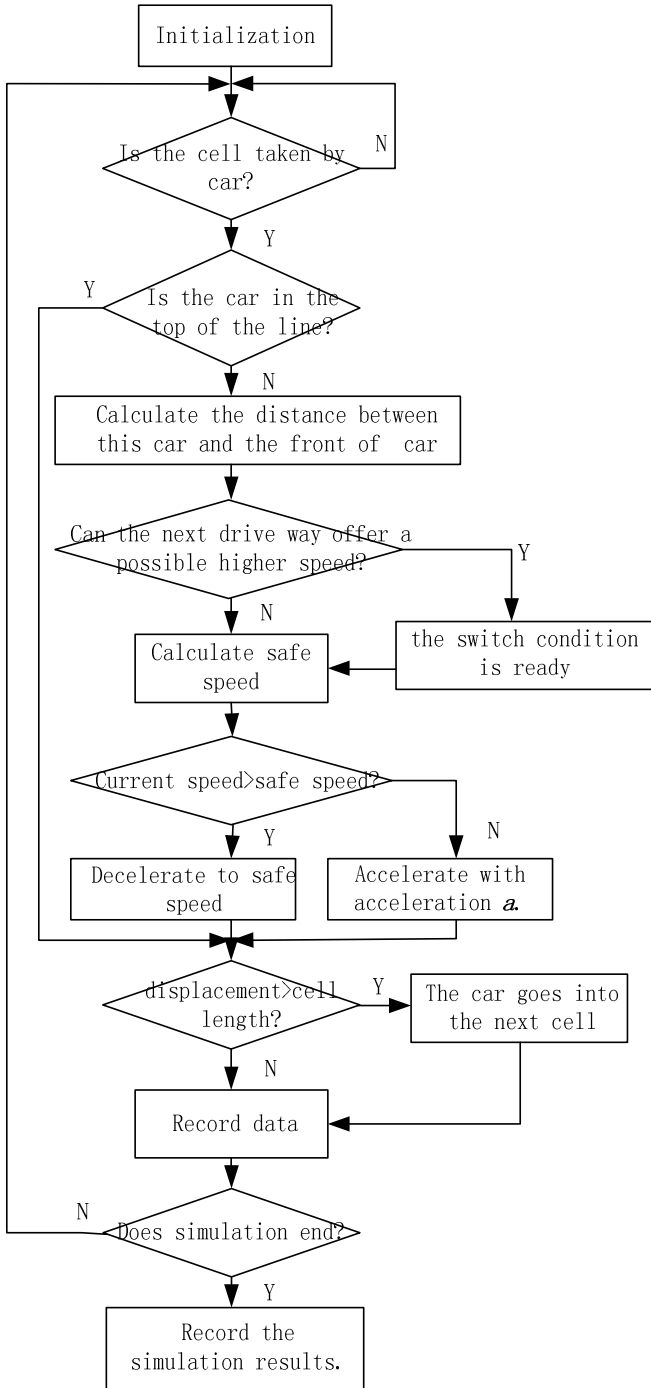 Initialization
Is the cell taken by
car?
N
Y
Y
Is the car in the
top of the line?
N
Calculate the distance between
this car and the front of car
Can the next drive way offer a
possible higher speed?
Y
N
Calculate safe
speed
the switch condition
is ready
Current speed>safe speed?
Y
N
Decelerate to safe
speed
Accelerate with
acceleration a.
displacement>cell
length?
Y
The car goes into
the next cell
N
Record data
N
Does simulation end?
Y
Record the
simulation results.